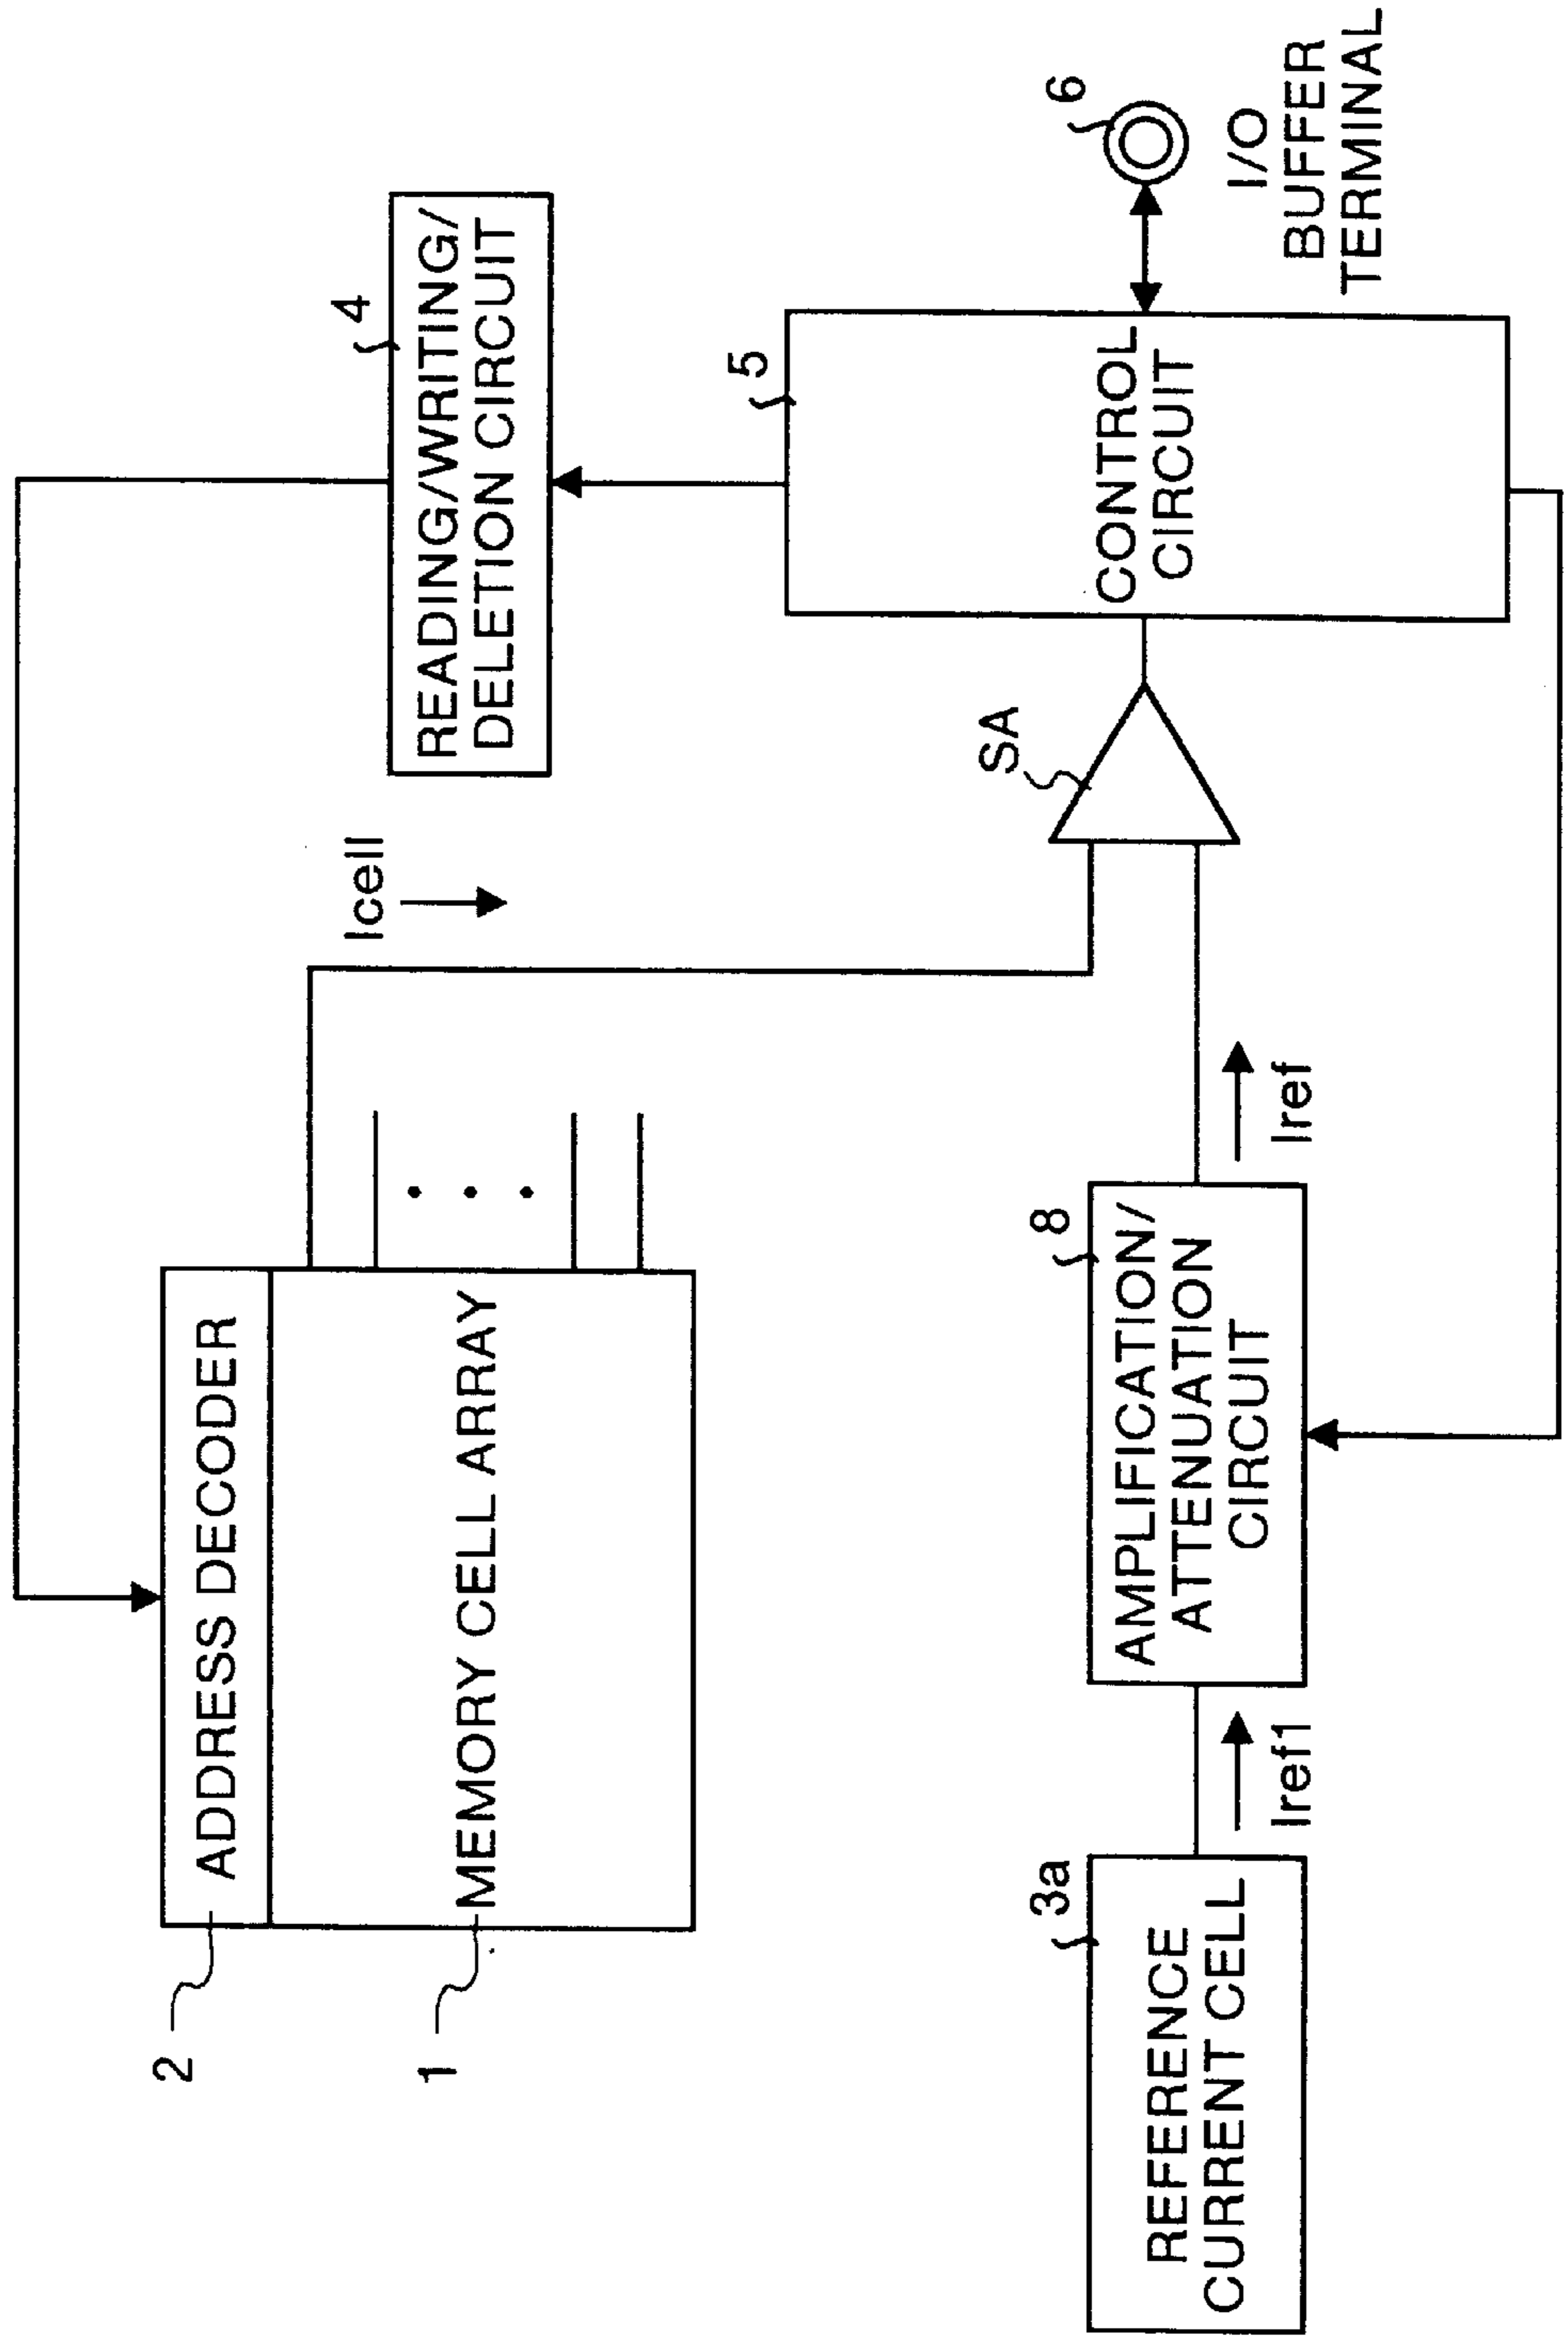 2
ADDRESS DECODER
1
MEMORY CELL ARRAY
Icell
4
READING/WRITING/
DELETION CIRCUIT
5
CONTROL
CIRCUIT
6
I/O
BUFFER
TERMINAL
SA
3a
REFERENCE
CURRENT CELL
Iref1
8
AMPLIFICATION/
ATTENUATION
CIRCUIT
Iref